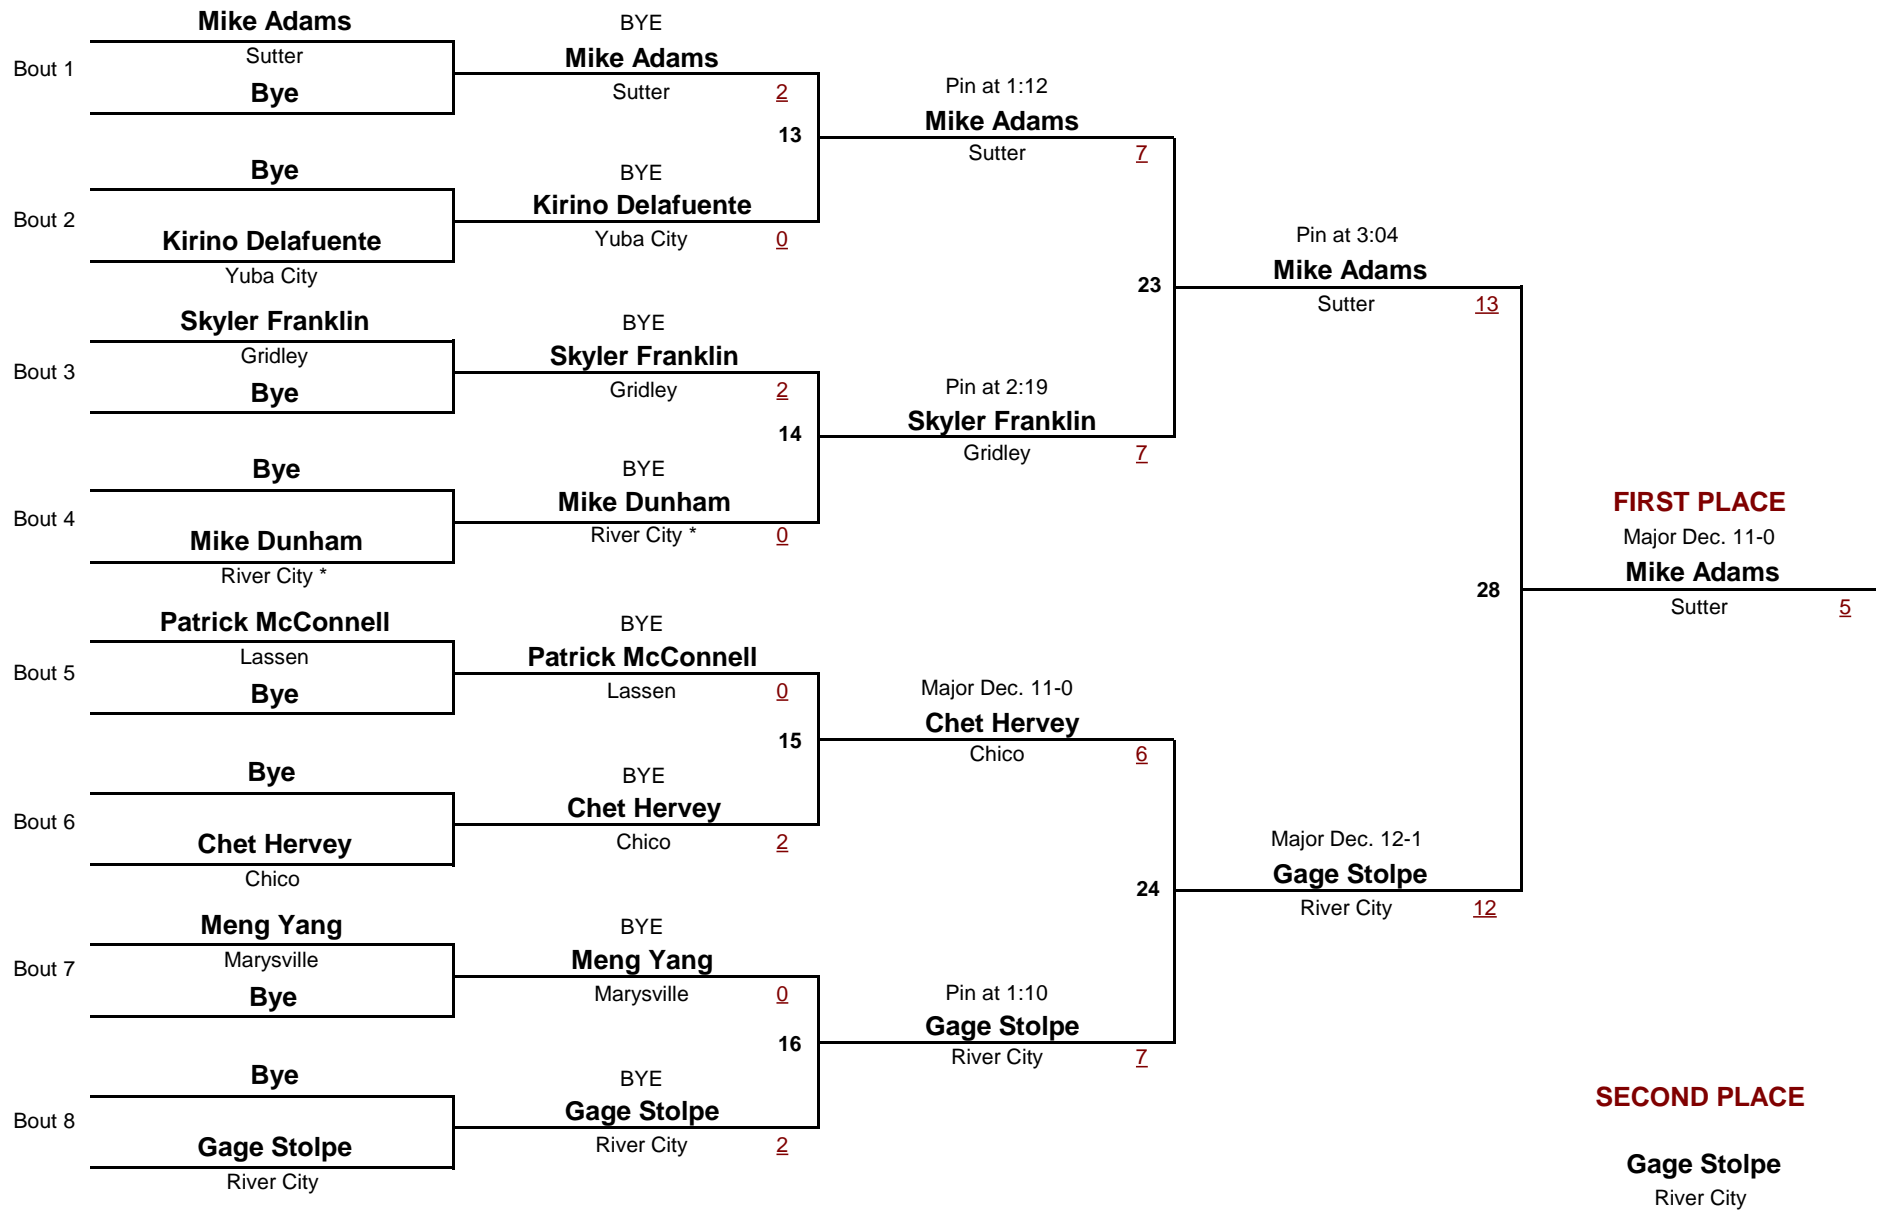 Mike Adams
Bout 1
Sutter
Bye
Bye
Bout 2
Kirino Delafuente
Yuba City
Skyler Franklin
Bout 3
Gridley
Bye
Bye
Bout 4
Mike Dunham
River City *
Patrick McConnell
Bout 5
Lassen
Bye
Bye
Bout 6
Chet Hervey
Chico
Meng Yang
Bout 7
Marysville
Bye
Bye
Bout 8
Gage Stolpe
River City
BYE
Mike Adams
Sutter 2
13
BYE
Kirino Delafuente
Yuba City 0
BYE
Skyler Franklin
Gridley 2
14
BYE
Mike Dunham
River City * 0
BYE
Patrick McConnell
Lassen 0
15
BYE
Chet Hervey
Chico 2
BYE
Meng Yang
Marysville 0
16
BYE
Gage Stolpe
River City 2
Pin at 1:12
Mike Adams
Sutter 7
23
Pin at 2:19
Skyler Franklin
Gridley 7
Major Dec. 11-0
Chet Hervey
Chico 6
24
Pin at 1:10
Gage Stolpe
River City 7
Pin at 3:04
Mike Adams
Sutter 13
28
Major Dec. 12-1
Gage Stolpe
River City 12
FIRST PLACE
Major Dec. 11-0
Mike Adams
Sutter 5
SECOND PLACE
Gage Stolpe
River City